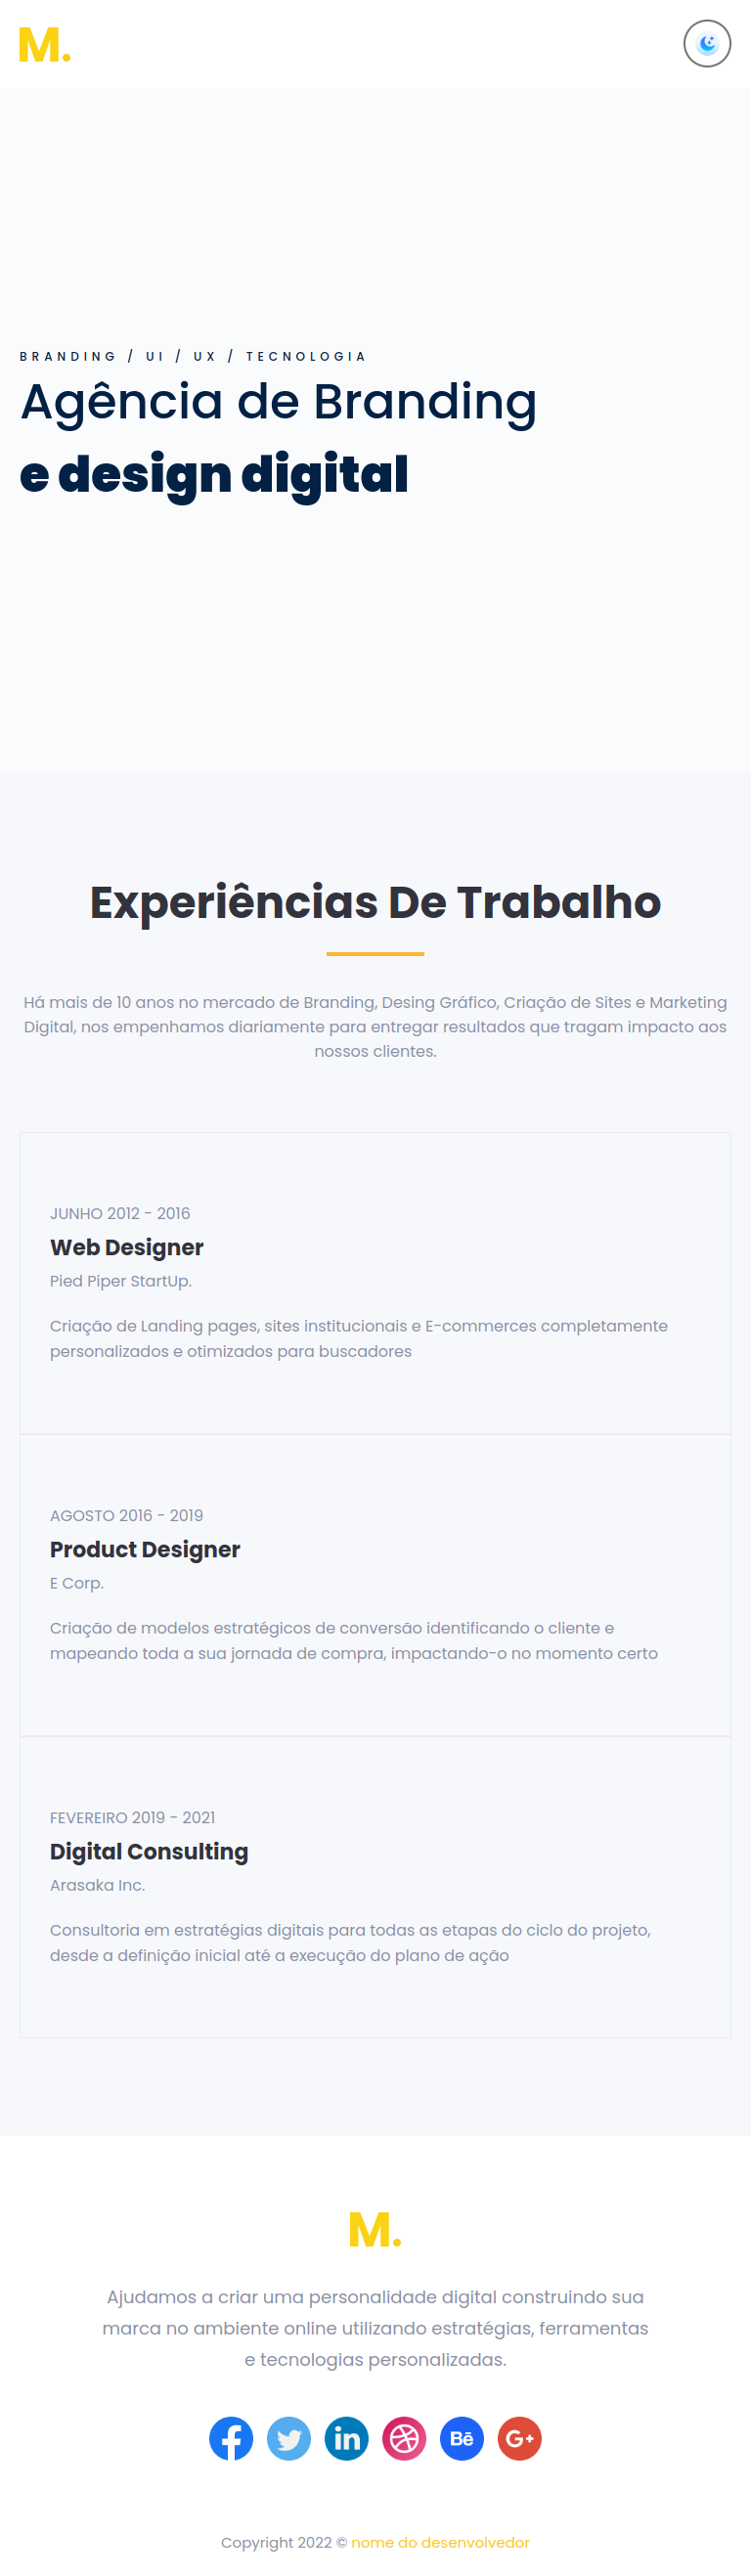 M.
BRANDING / UI / UX / TECNOLOGIA
Agência de Branding
e design digital
Experiências De Trabalho
Há mais de 10 anos no mercado de Branding, Desing Gráfico, Criação de Sites e Marketing
Digital, nos empenhamos diariamente para entregar resultados que tragam impacto aos
nossos clientes.
JUNHO 2012 - 2016
Web Designer
Pied Piper StartUp.
Criação de Landing pages, sites institucionais e E-commerces completamente
personalizados e otimizados para buscadores
AGOSTO 2016 - 2019
Product Designer
E Corp.
Criação de modelos estratégicos de conversão identificando o cliente e
mapeando toda a sua jornada de compra, impactando-o no momento certo
FEVEREIRO 2019 - 2021
Digital Consulting
Arasaka Inc.
Consultoria em estratégias digitais para todas as etapas do ciclo do projeto,
desde a definição inicial até a execução do plano de ação
M.
Ajudamos a criar uma personalidade digital construindo sua
marca no ambiente online utilizando estratégias, ferramentas
e tecnologias personalizadas.
f in Bē G+
Copyright 2022 © nome do desenvolvedor